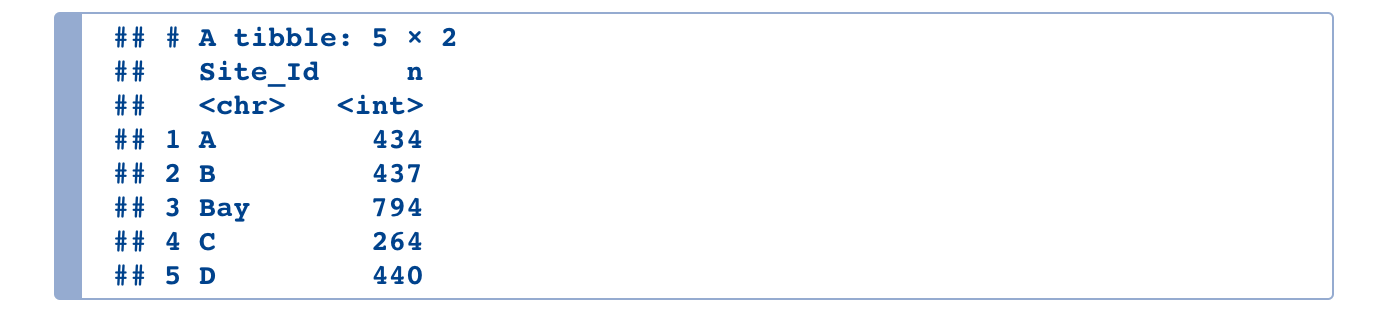 ## # A tibble: 5 × 2
##   Site_Id     n
##   <chr>   <int>
## 1 A         434
## 2 B         437
## 3 Bay       794
## 4 C         264
## 5 D         440